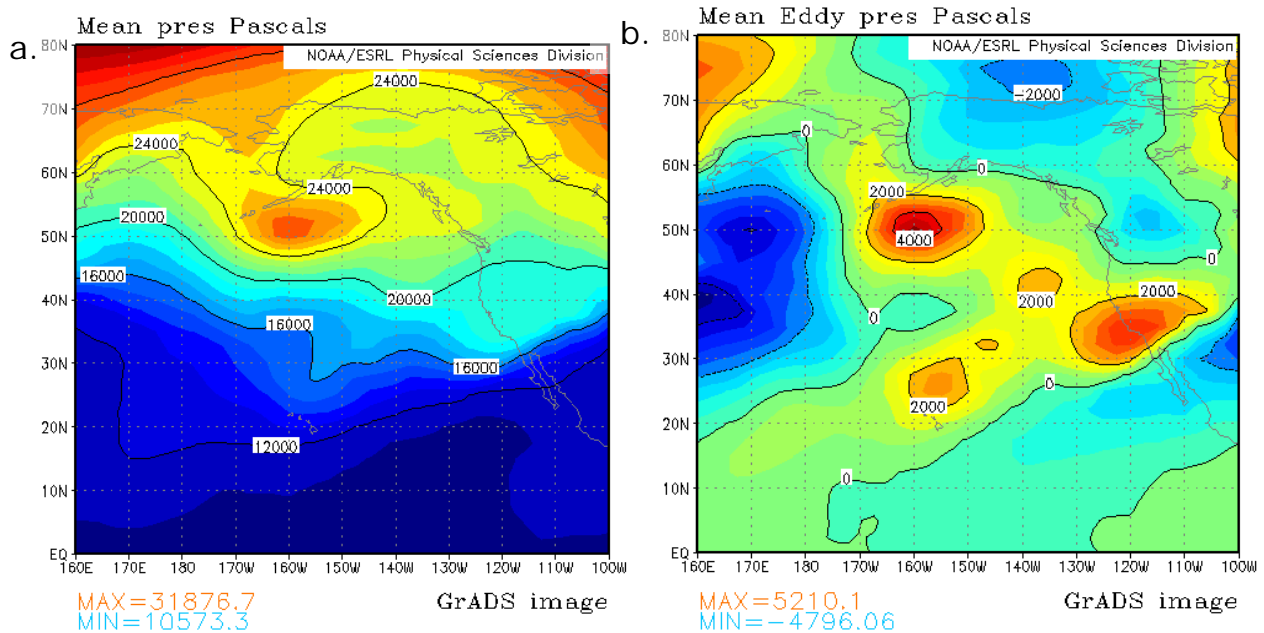 a.
Mean pres Pascals
NOAA/ESRL Physical Sciences Division
80N
70N
60N
50N
40N
30N
20N
10N
EQ
24000
24000
24000
20000
16000
20000
16000
16000
12000
160E 170E 180 170W 160W 150W 140W 130W 120W 110W 100W
MAX=31876.7
MIN=10573.3
GrADS image
b.
Mean Eddy pres Pascals
NOAA/ESRL Physical Sciences Division
80N
70N
60N
50N
40N
30N
20N
10N
EQ
-2000
0
0
2000
4000
0
2000
2000
0
0
2000
0
160E 170E 180 170W 160W 150W 140W 130W 120W 110W 100W
MAX=5210.1
MIN=-4796.06
GrADS image